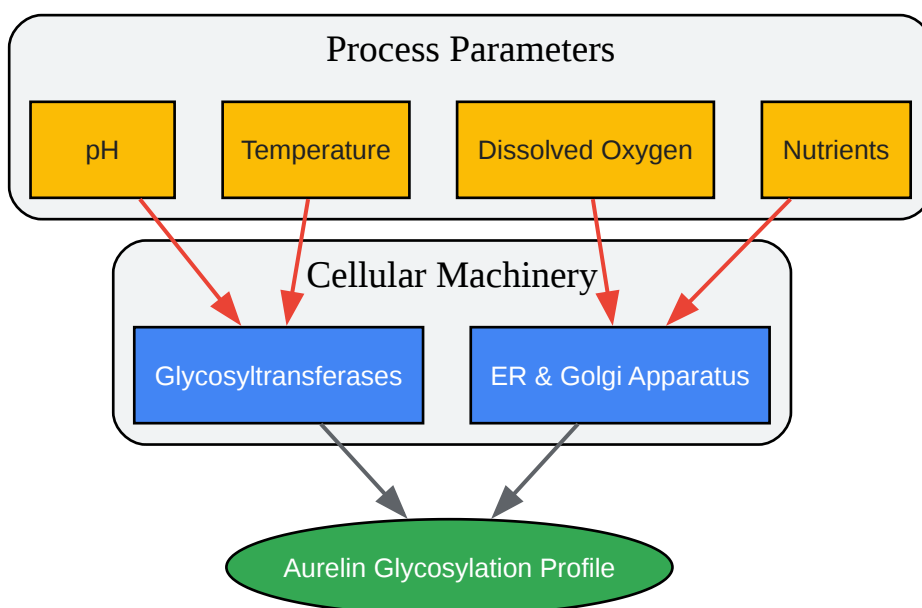 Process Parameters
pH
Temperature
Dissolved Oxygen
Nutrients
Cellular Machinery
Glycosyltransferases
ER & Golgi Apparatus
Aurelin Glycosylation Profile